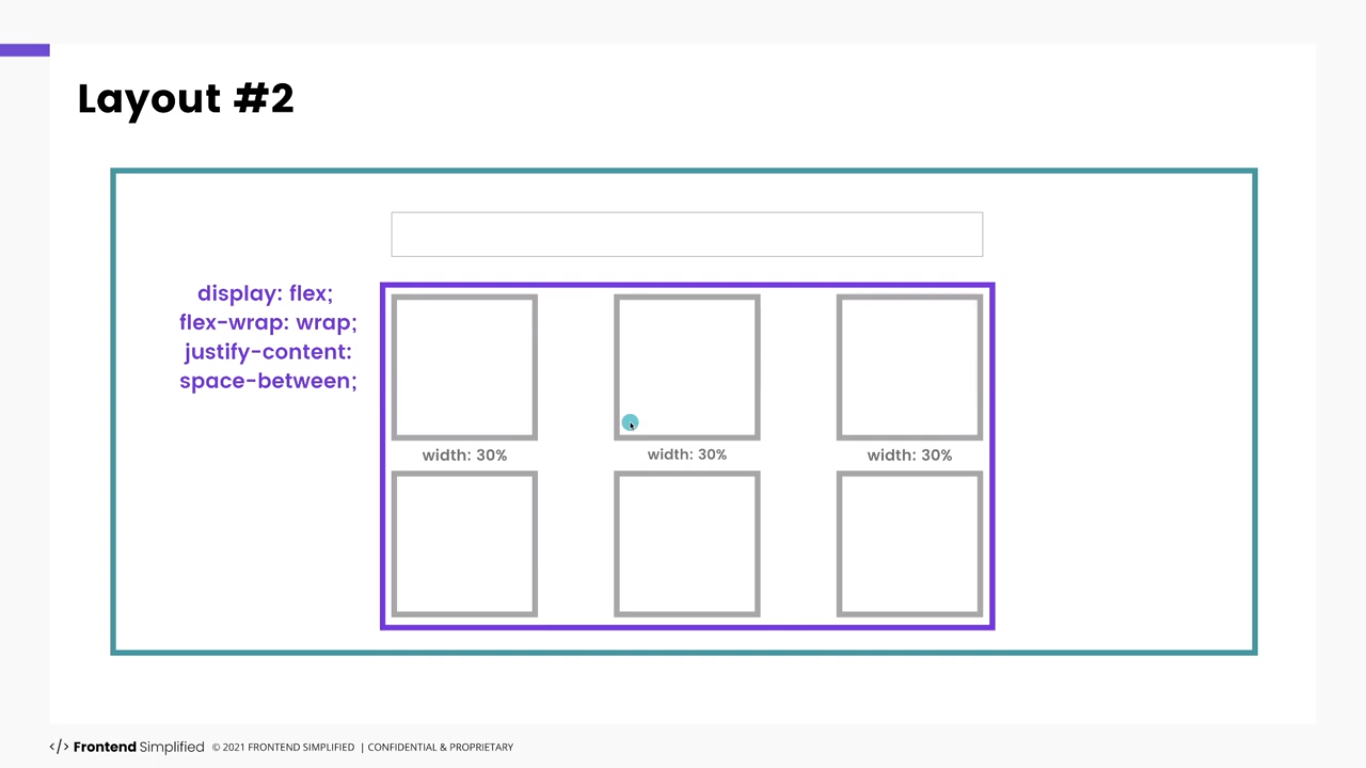 Layout #2
display: flex;
flex-wrap: wrap;
justify-content:
space-between;
width: 30%
width: 30%
width: 30%
</> Frontend Simplified © 2021 FRONTEND SIMPLIFIED | CONFIDENTIAL & PROPRIETARY